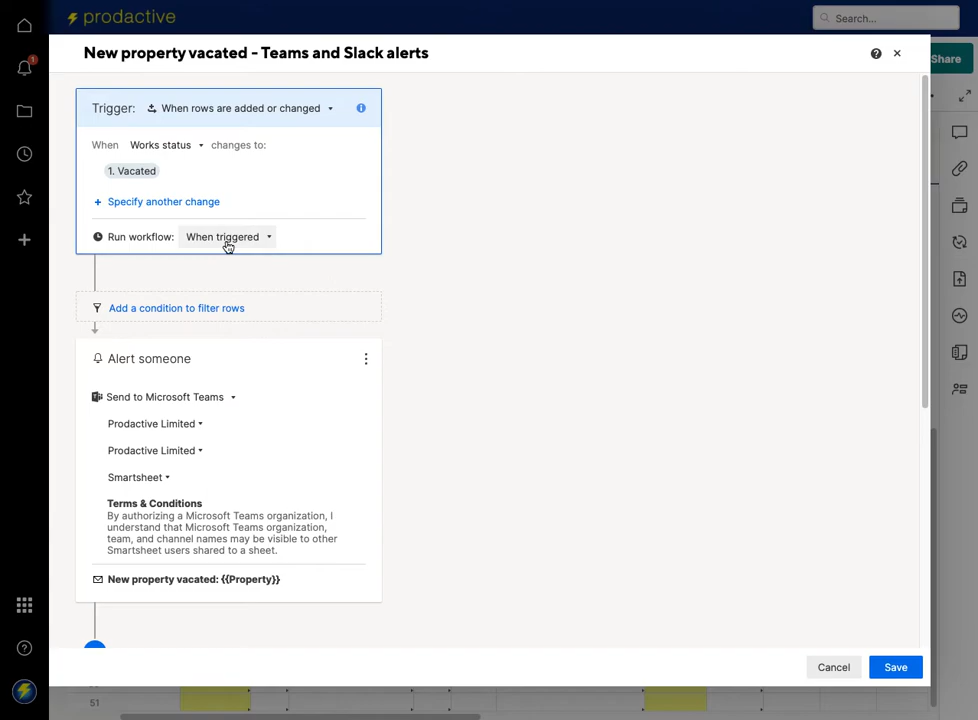 prodactive
Search...
1
Share
New property vacated - Teams and Slack alerts
Trigger: When rows are added or changed
When Works status changes to:
1. Vacated
+ Specify another change
Run workflow: When triggered
Add a condition to filter rows
Alert someone
Send to Microsoft Teams
Prodactive Limited
Prodactive Limited
Smartsheet
Terms & Conditions
By authorizing a Microsoft Teams organization, I
understand that Microsoft Teams organization,
team, and channel names may be visible to other
Smartsheet users shared to a sheet.
New property vacated: {{Property}}
Cancel
Save
51